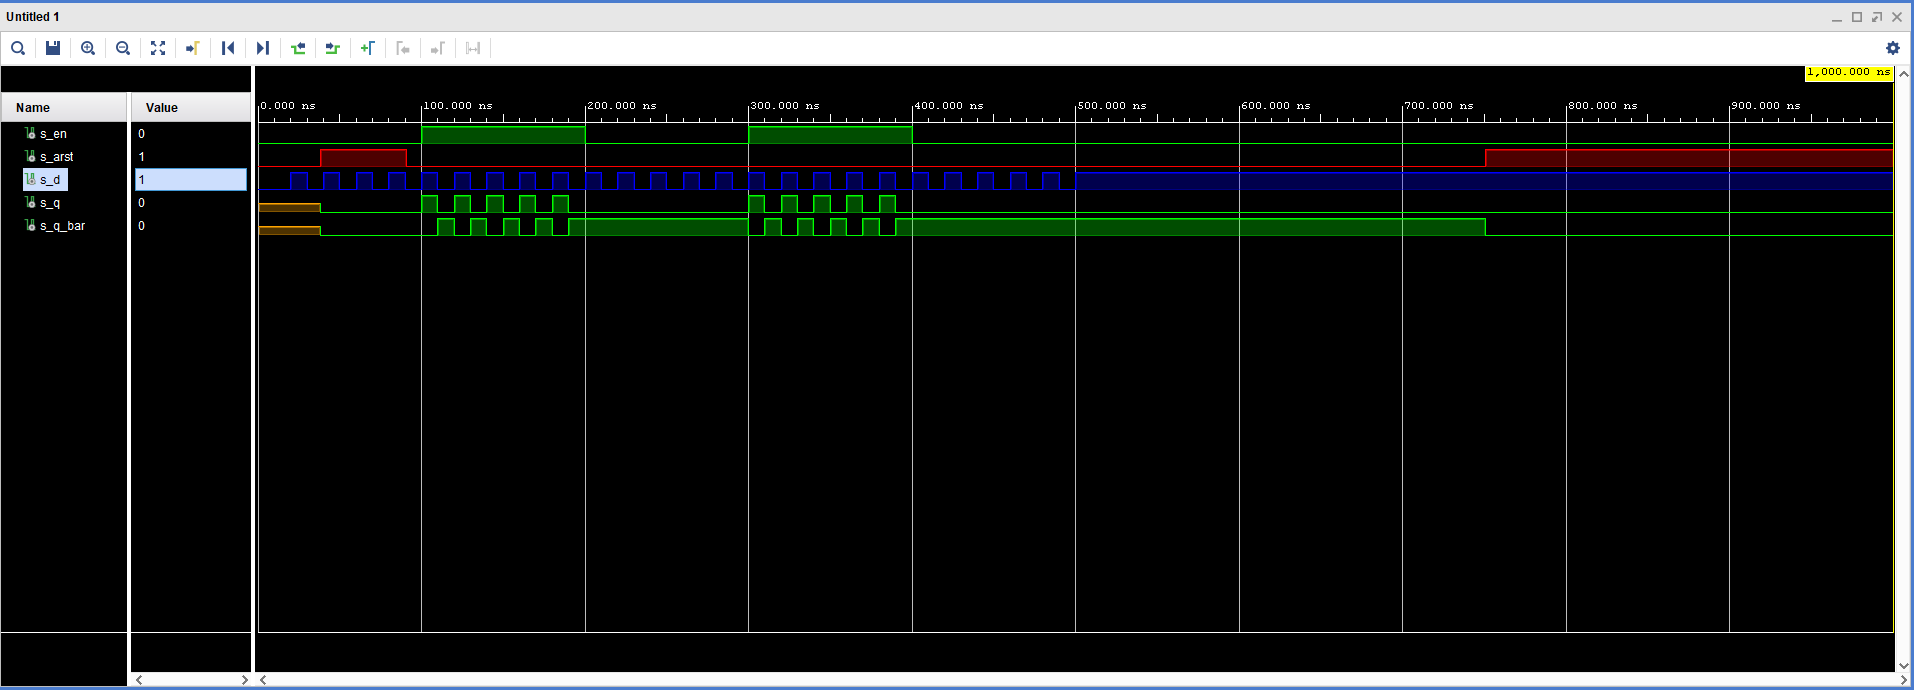 Untitled 1
1,000.000 ns
Name Value
0.000 ns 100.000 ns 200.000 ns 300.000 ns 400.000 ns 500.000 ns 600.000 ns 700.000 ns 800.000 ns 900.000 ns
s_en 0
s_arst 1
s_d 1
s_q 0
s_q_bar 0